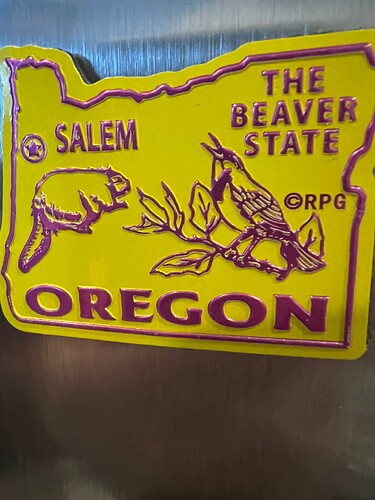 THE
BEAVER
STATE
SALEM
©RPG
OREGON